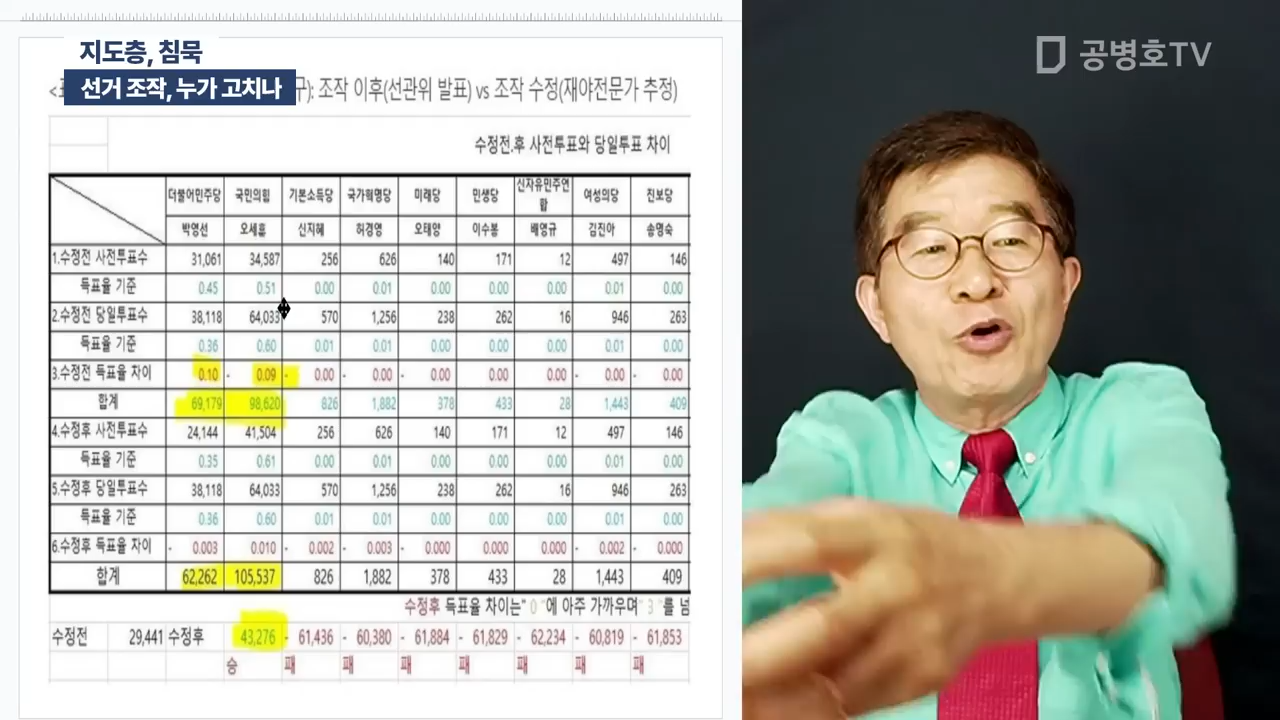 지도층, 침묵
선거 조작, 누가 고치나
공병호TV
구): 조작 이후(선관위 발표) vs 조작 수정(재야전문가 추정)
수정전.후 사전투표와 당일투표 차이
더불어민주당 국민의힘 기본소득당 국가혁명당 미래당 민생당 신자유민주연합 여성의당 진보당
박영선 오세훈 신지혜 허경영 오태양 이수봉 배영규 김진아 송명숙
1.수정전 사전투표수 31,061 34,587 256 626 140 171 12 497 146
득표율 기준 0.45 0.51 0.00 0.01 0.00 0.00 0.00 0.01 0.00
2.수정전 당일투표수 38,118 64,033 570 1,256 238 262 16 946 263
득표율 기준 0.36 0.60 0.01 0.01 0.00 0.00 0.00 0.01 0.00
3.수정전 득표율 차이 0.10 - 0.09 - 0.00 - 0.00 - 0.00 - 0.00 - 0.00 - 0.00 - 0.00
합계 69,179 98,620 826 1,882 378 433 28 1,443 409
4.수정후 사전투표수 24,144 41,504 256 626 140 171 12 497 146
득표율 기준 0.35 0.61 0.00 0.01 0.00 0.00 0.00 0.01 0.00
5.수정후 당일투표수 38,118 64,033 570 1,256 238 262 16 946 263
득표율 기준 0.36 0.60 0.01 0.01 0.00 0.00 0.00 0.01 0.00
6.수정후 득표율 차이 - 0.003 0.010 - 0.002 - 0.003 - 0.000 0.000 0.000 - 0.002 - 0.000
합계 62,262 105,537 826 1,882 378 433 28 1,443 409
수정후 득표율 차이는" 0 "에 아주 가까우며" 3 "를 넘
수정전 29,441 수정후 43,276 - 61,436 - 60,380 - 61,884 - 61,829 - 62,234 - 60,819 - 61,853
승 패 패 패 패 패 패 패